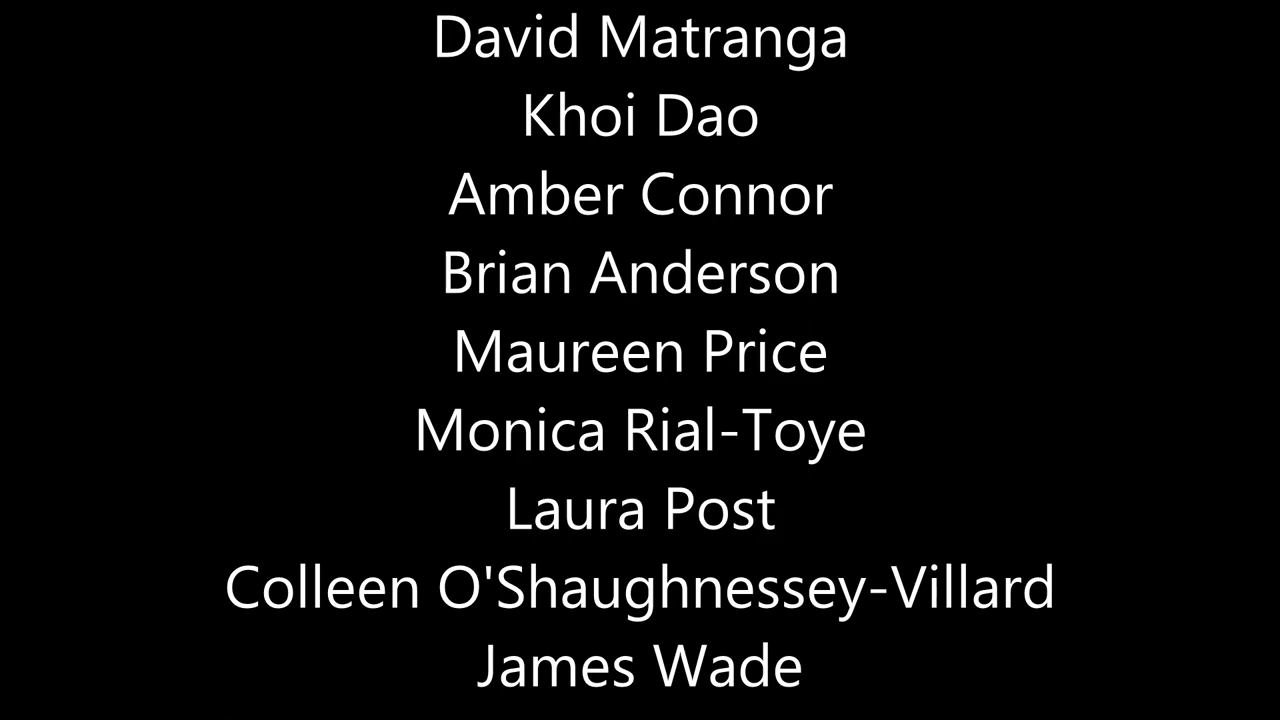 David Matranga
Khoi Dao
Amber Connor
Brian Anderson
Maureen Price
Monica Rial-Toye
Laura Post
Colleen O'Shaughnessey-Villard
James Wade